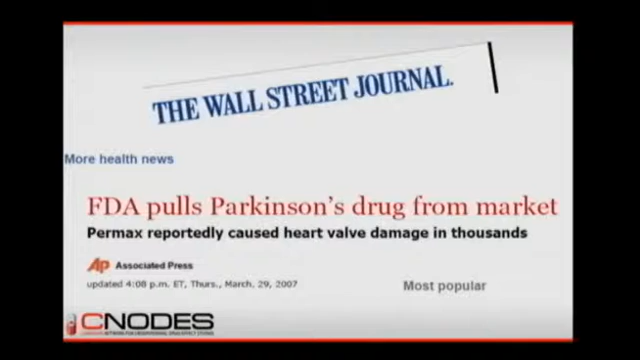 THE WALL STREET JOURNAL.
More health news
FDA pulls Parkinson's drug from market
Permax reportedly caused heart valve damage in thousands
AP Associated Press
updated 4:08 p.m. ET, Thurs., March. 29, 2007
Most popular
CNODES